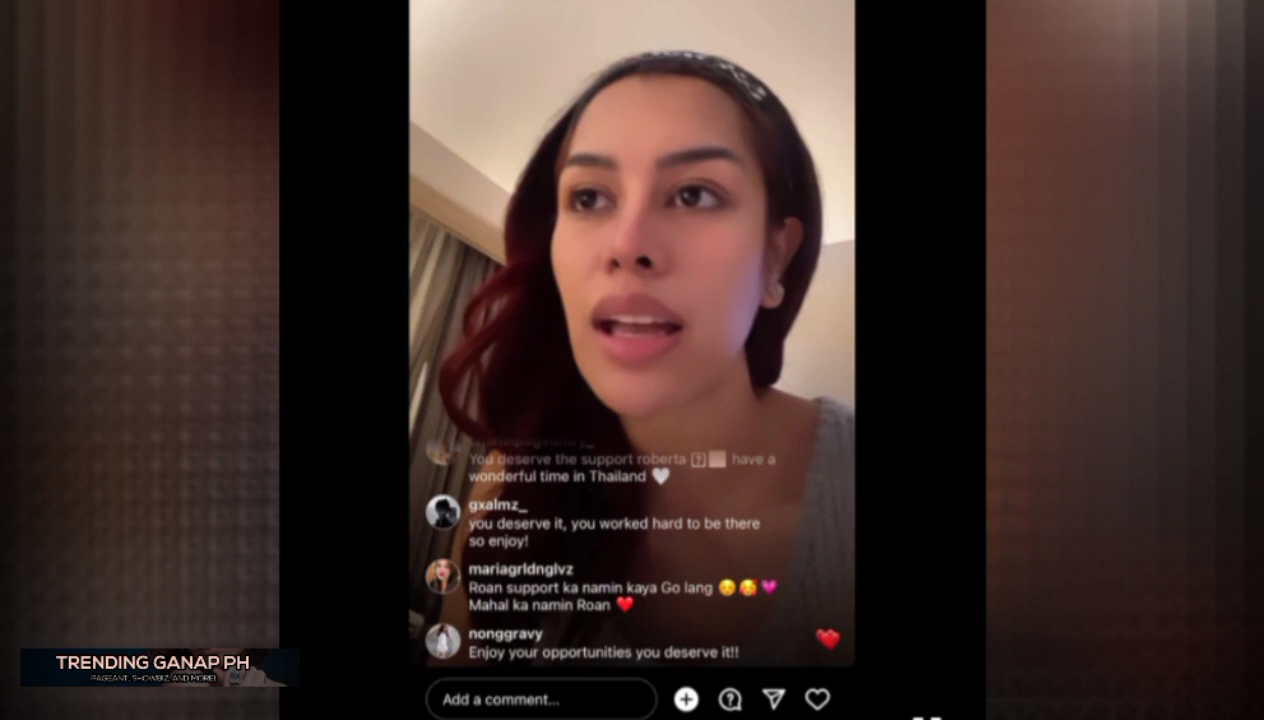 You deserve the support roberta have a
wonderful time in Thailand 🤍
gxalmz_
you deserve it, you worked hard to be there
so enjoy!
mariagrldnglvz
Roan support ka namin kaya Go lang ☺️🥰💗
Mahal ka namin Roan ❤️
nonggravy
Enjoy your opportunities you deserve it!!
TRENDING GANAP PH
PAGEANT, SHOWBIZ, AND MORE!
Add a comment...